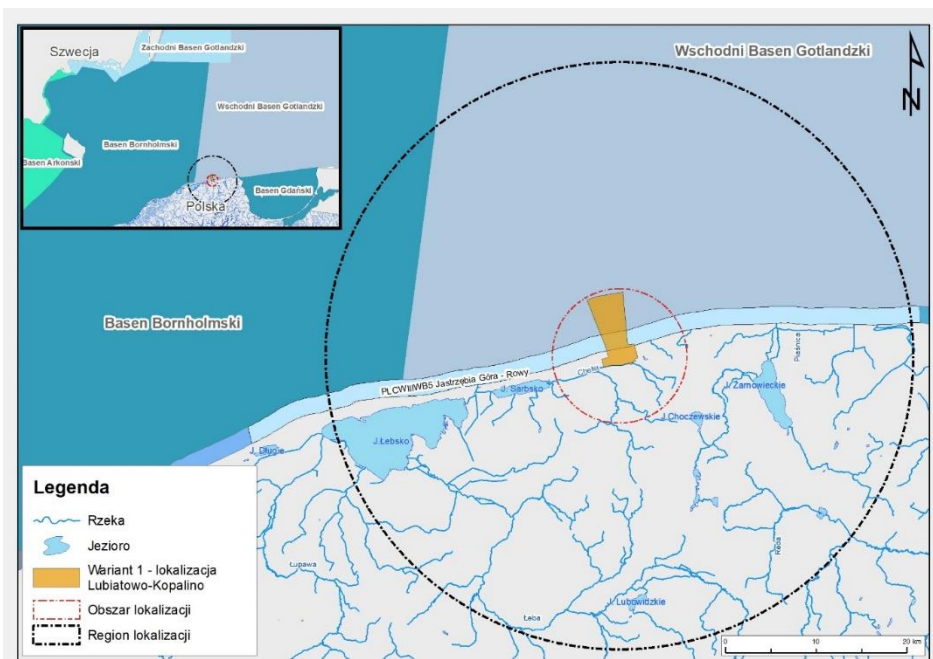 Szwecja
Zachodni Basen Gotlandzki
Wschodni Basen Gotlandzki
Basen Bornholmski
Basen Arkoński
Basen Gdański
Polska
Wschodni Basen Gotlandzki
N
Basen Bornholmski
PLCWIIIWB5 Jastrzębia Góra - Rowy
Chełst
Piaśnica
J. Sarbsko
J. Żarnowieckie
J.Choczewskie
J.Łebsko
J. Długie
Łupawa
Reda
J. Lubowidzkie
Łeba
Legenda
Rzeka
Jezioro
Wariant 1 - lokalizacja
Lubiatowo-Kopalino
Obszar lokalizacji
Region lokalizacji
0 10 20 km